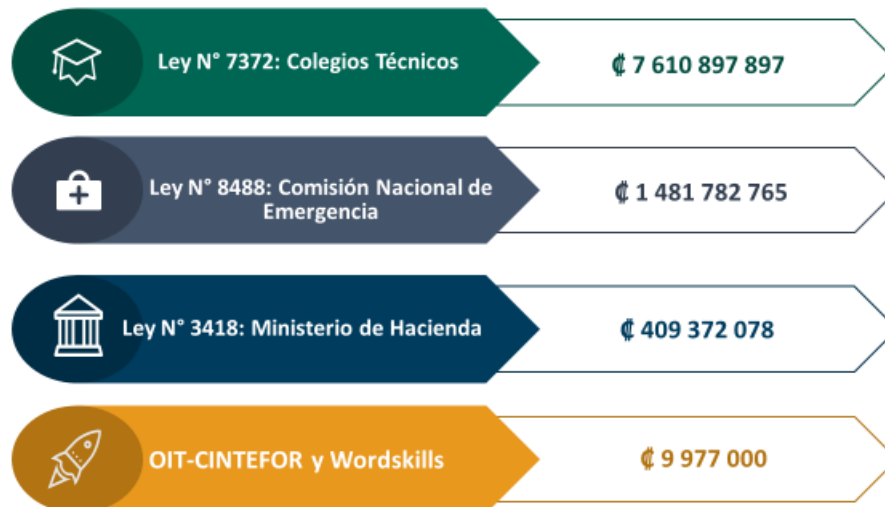 Ley N° 7372: Colegios Técnicos
₡ 7 610 897 897
Ley N° 8488: Comisión Nacional de
Emergencia
₡ 1 481 782 765
Ley N° 3418: Ministerio de Hacienda
₡ 409 372 078
OIT-CINTEFOR y Wordskills
₡ 9 977 000